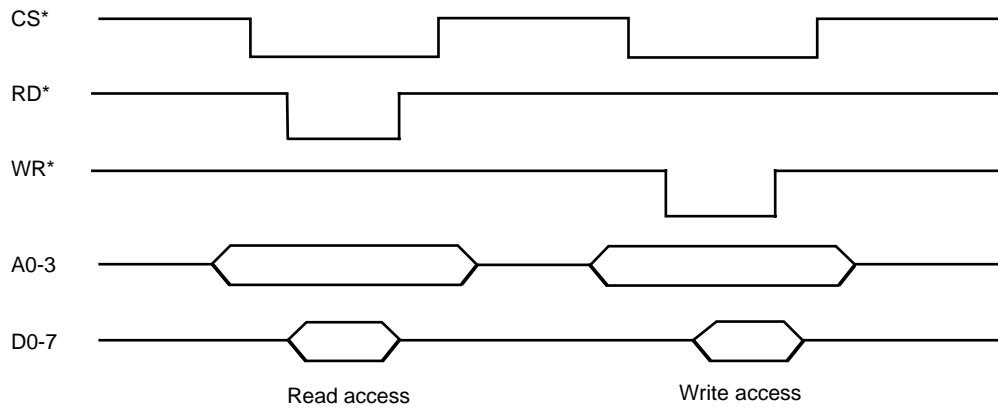 CS*
RD*
WR*
A0-3
D0-7
Read access
Write access